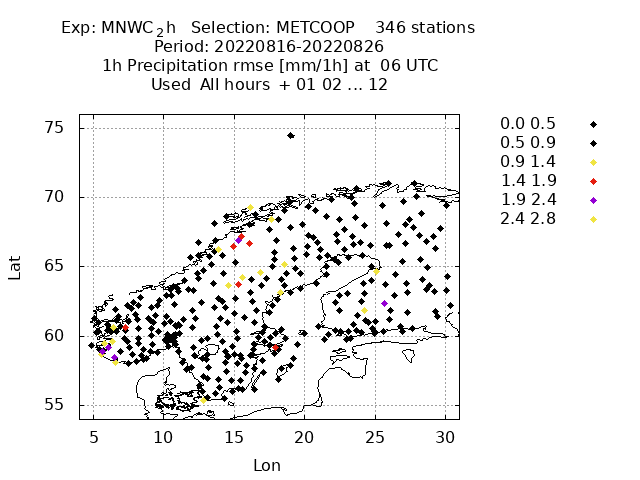 Exp: MNWC₂h   Selection: METCOOP    346 stations
Period: 20220816-20220826
1h Precipitation rmse [mm/1h] at  06 UTC
Used  All hours  + 01 02 ... 12
75
70
65
60
55
Lat
5 10 15 20 25 30
Lon
0.0 0.5
0.5 0.9
0.9 1.4
1.4 1.9
1.9 2.4
2.4 2.8